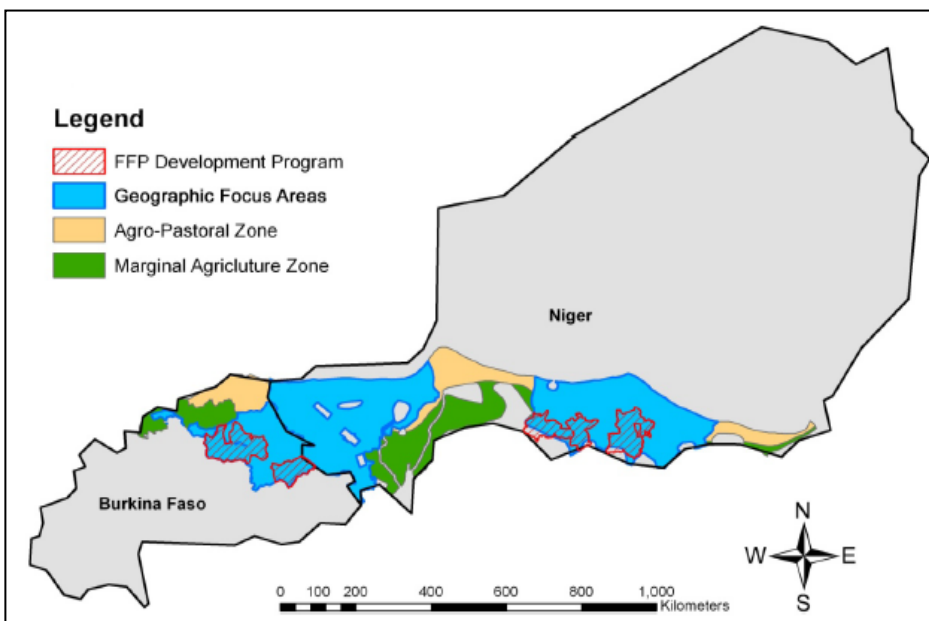 Legend
FFP Development Program
Geographic Focus Areas
Agro-Pastoral Zone
Marginal Agricluture Zone
Niger
Burkina Faso
N
W E
S
0 100 200 400 600 800 1,000
Kilometers